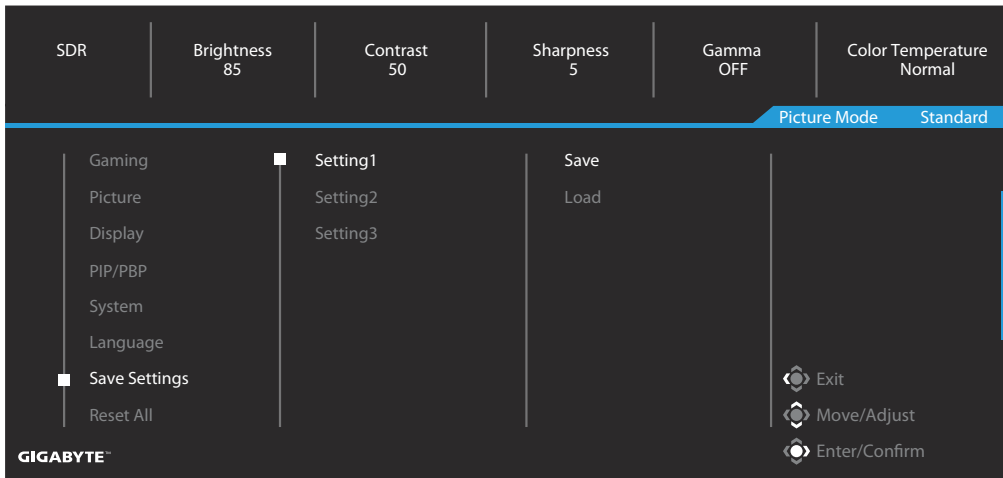 SDR
Brightness
85
Contrast
50
Sharpness
5
Gamma
OFF
Color Temperature
Normal
Picture Mode Standard
Gaming
Picture
Display
PIP/PBP
System
Language
Save Settings
Reset All
Setting1
Setting2
Setting3
Save
Load
Exit
Move/Adjust
Enter/Confirm
GIGABYTE™